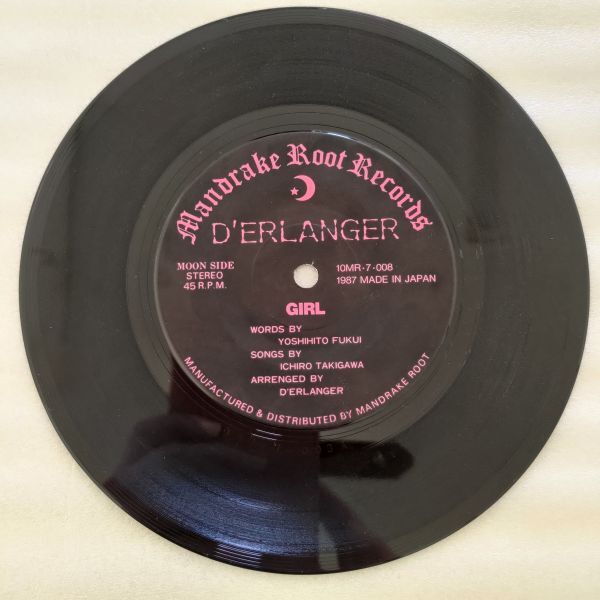 Mandrake Root Records
D'ERLANGER
MOON SIDE
STEREO
45 R.P.M.
10MR·7·008
1987 MADE IN JAPAN
GIRL
WORDS BY
YOSHIHITO FUKUI
SONGS BY
ICHIRO TAKIGAWA
ARRENGED BY
D'ERLANGER
MANUFACTURED & DISTRIBUTED BY MANDRAKE ROOT